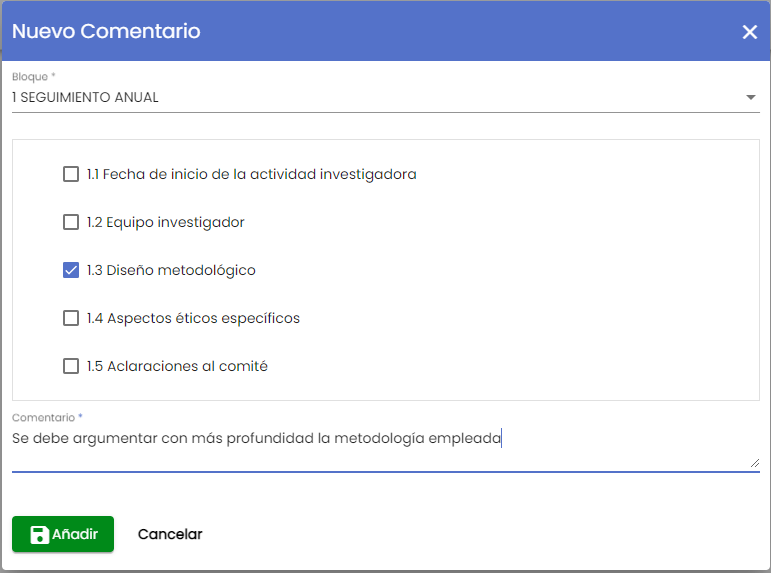 Nuevo Comentario
Bloque *
1 SEGUIMIENTO ANUAL
1.1 Fecha de inicio de la actividad investigadora
1.2 Equipo investigador
1.3 Diseño metodológico
1.4 Aspectos éticos específicos
1.5 Aclaraciones al comité
Comentario *
Se debe argumentar con más profundidad la metodología empleada
Añadir
Cancelar